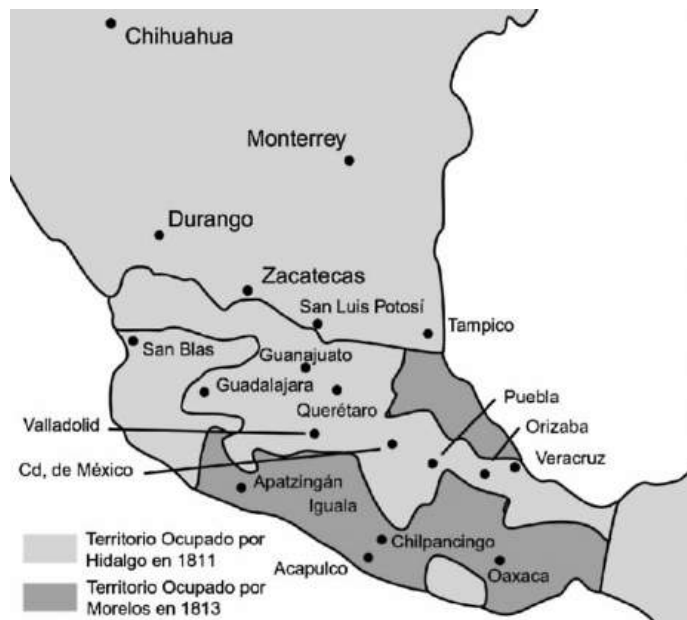 Chihuahua
Monterrey
Durango
Zacatecas
San Luis Potosí
Tampico
San Blas
Guanajuato
Guadalajara
Querétaro
Puebla
Valladolid
Orizaba
Veracruz
Cd, de México
Apatzingán
Iguala
Chilpancingo
Acapulco
Oaxaca
Territorio Ocupado por
Hidalgo en 1811
Territorio Ocupado por
Morelos en 1813